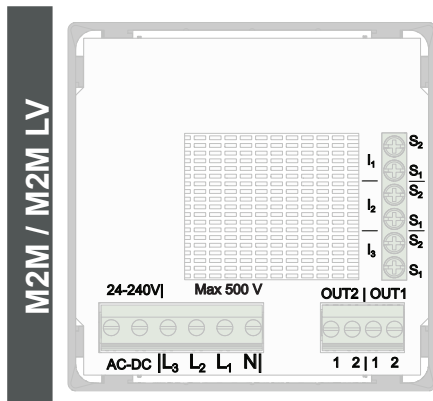 M2M / M2M LV
S₂
I₁
S₁
S₂
I₂
S₁
S₂
I₃
S₁
24-240V| Max 500 V
OUT2 | OUT1
AC-DC |L₃ L₂ L₁ N|
1 2 | 1 2